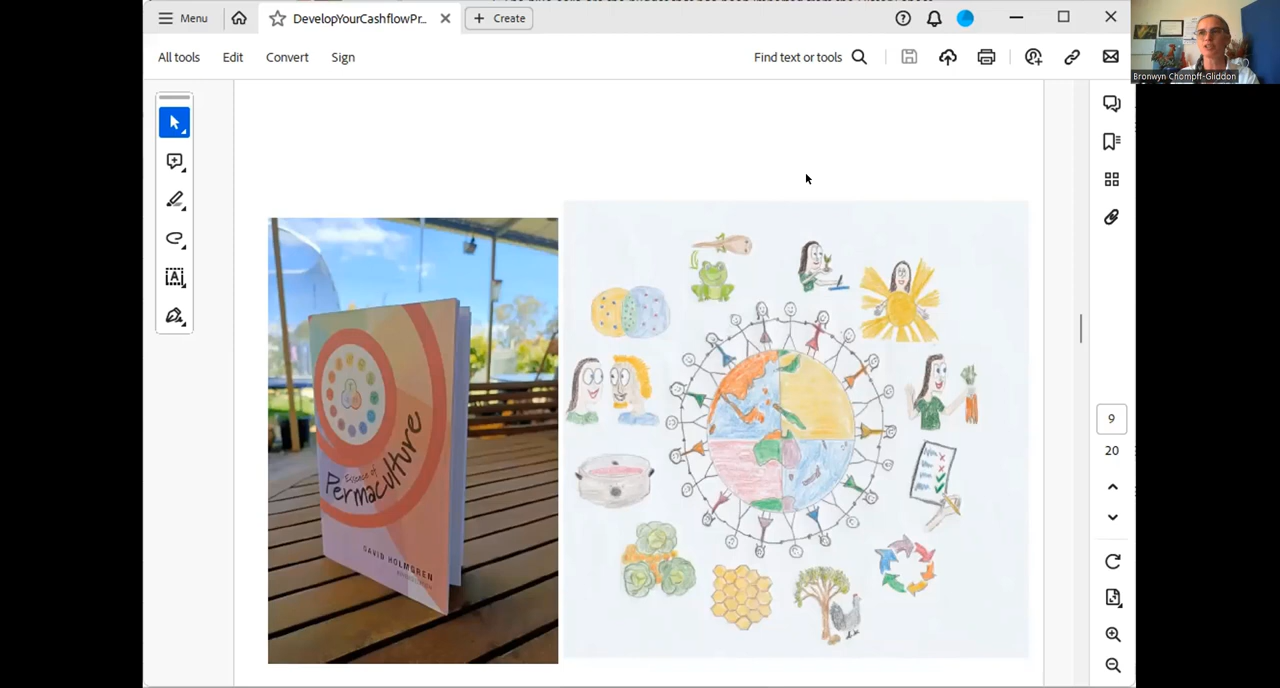 Menu
DevelopYourCashflowPr...
Create
All tools
Edit
Convert
Sign
Find text or tools
Bronwyn Chompff-Gliddon
Essence of
Permaculture
DAVID HOLMGREN
9
20